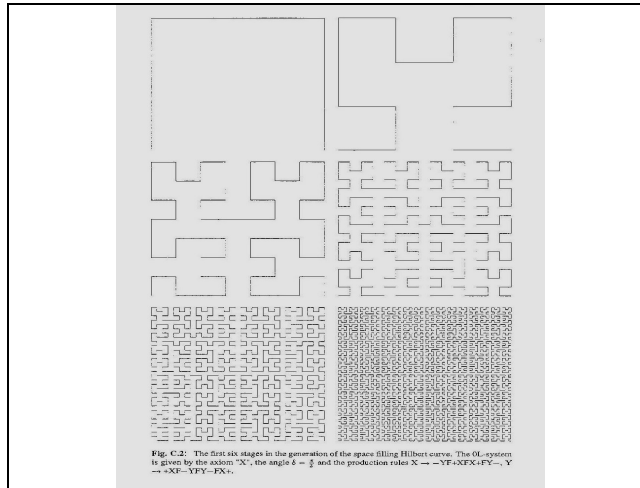 Fig. C.2: The first six stages in the generation of the space filling Hilbert curve. The 0L-system
is given by the axiom "X", the angle δ = π/2 and the production rules X → −YF+XFX+FY−, Y
→ +XF−YFY−FX+.